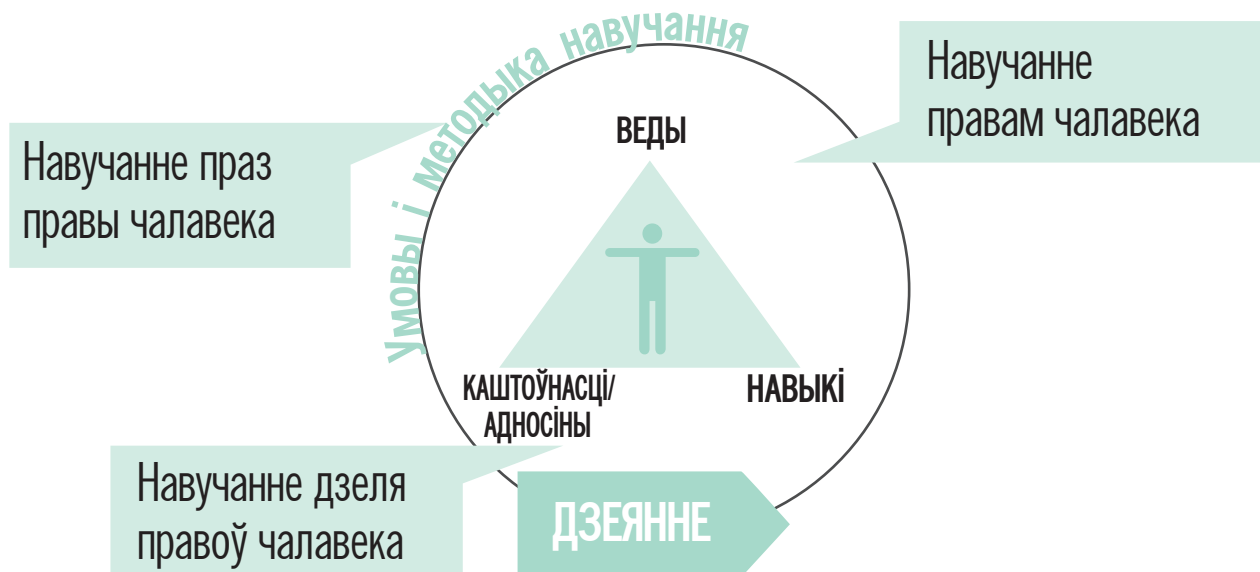 Умовы і методыка навучання
Навучанне
правам чалавека
Навучанне праз
правы чалавека
ВЕДЫ
КАШТОЎНАСЦІ/
АДНОСІНЫ
НАВЫКІ
Навучанне дзеля
правоў чалавека
ДЗЕЯННЕ